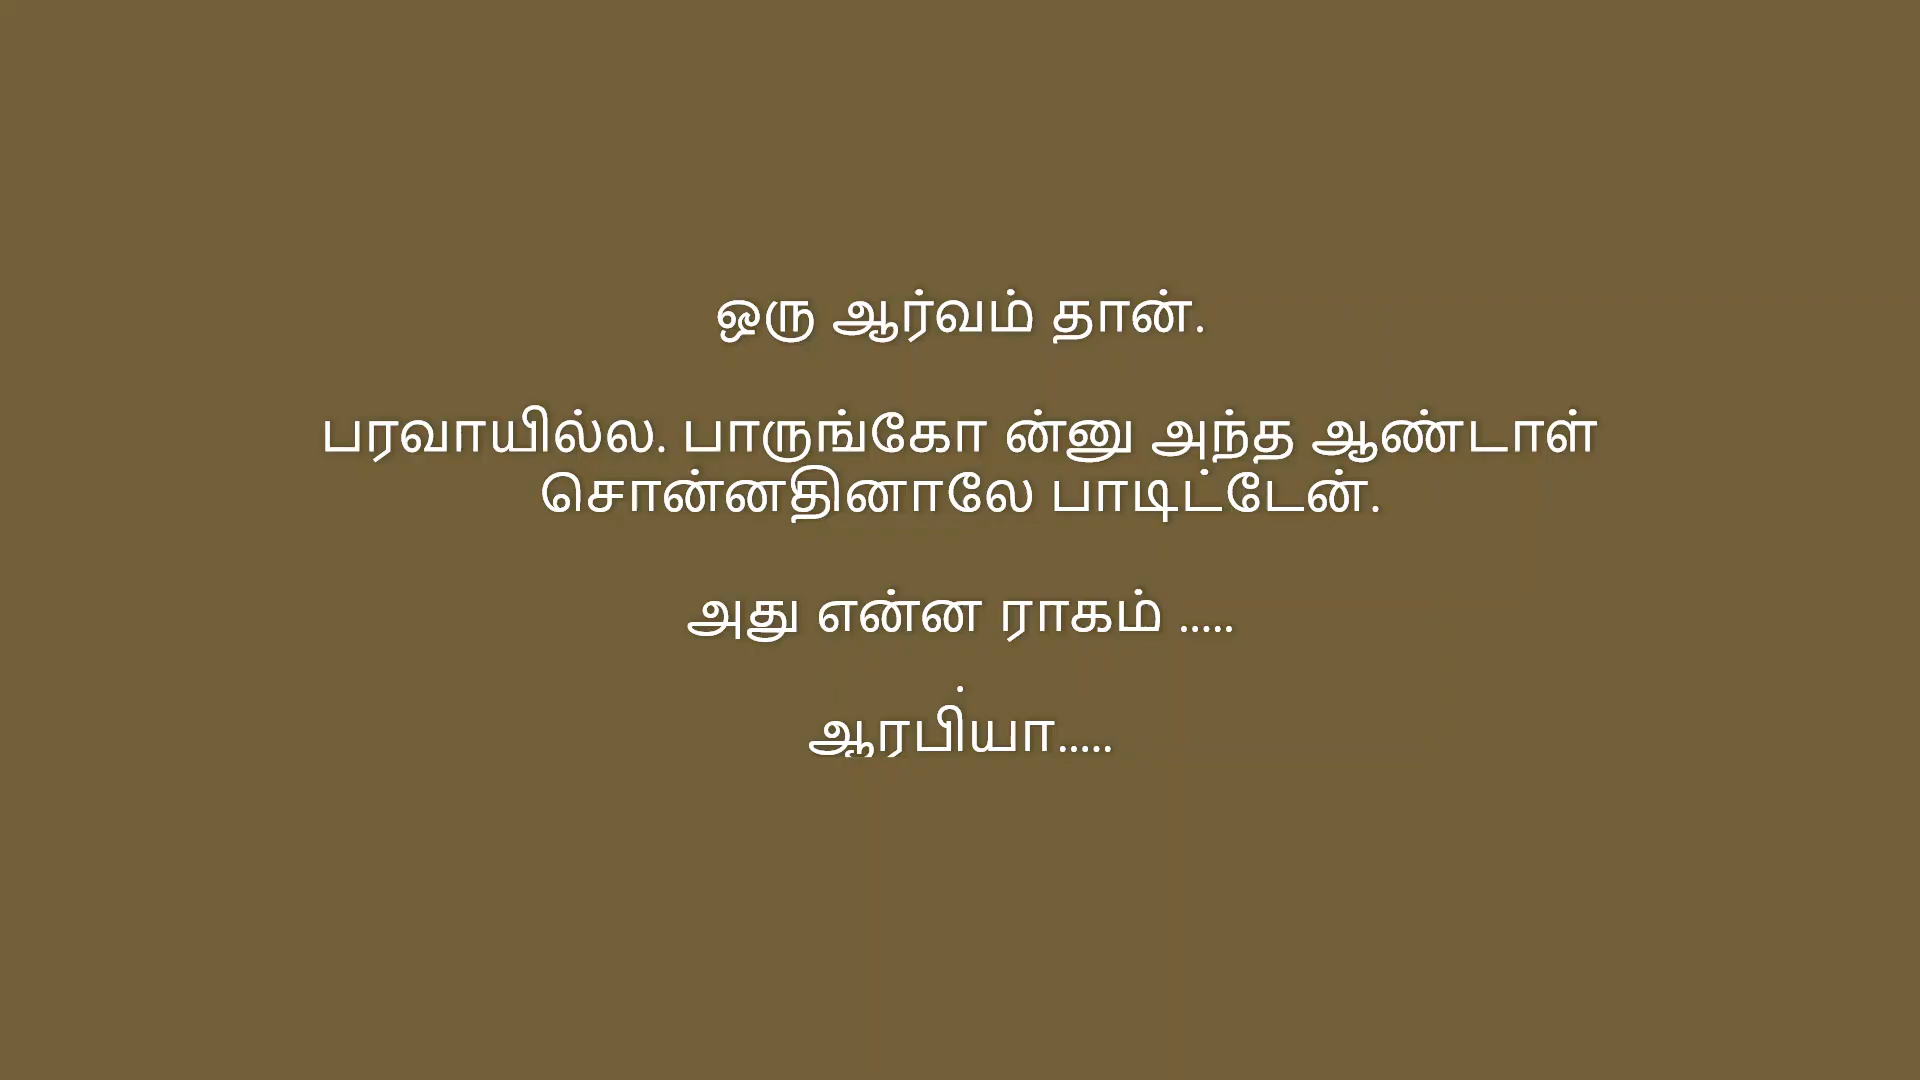 ஒரு ஆர்வம் தான்.
பரவாயில்ல. பாருங்கோ ன்னு அந்த ஆண்டாள்
சொன்னதினாலே பாடிட்டேன்.
அது என்ன ராகம் .....
.
ஆரபியா.....